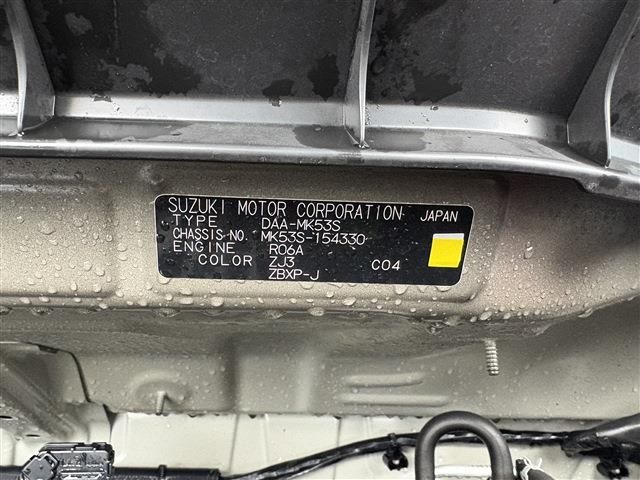 SUZUKI MOTOR CORPORATION JAPAN
TYPE DAA-MK53S
CHASSIS NO. MK53S-154330
ENGINE R06A
COLOR ZJ3 C04
ZBXP-J